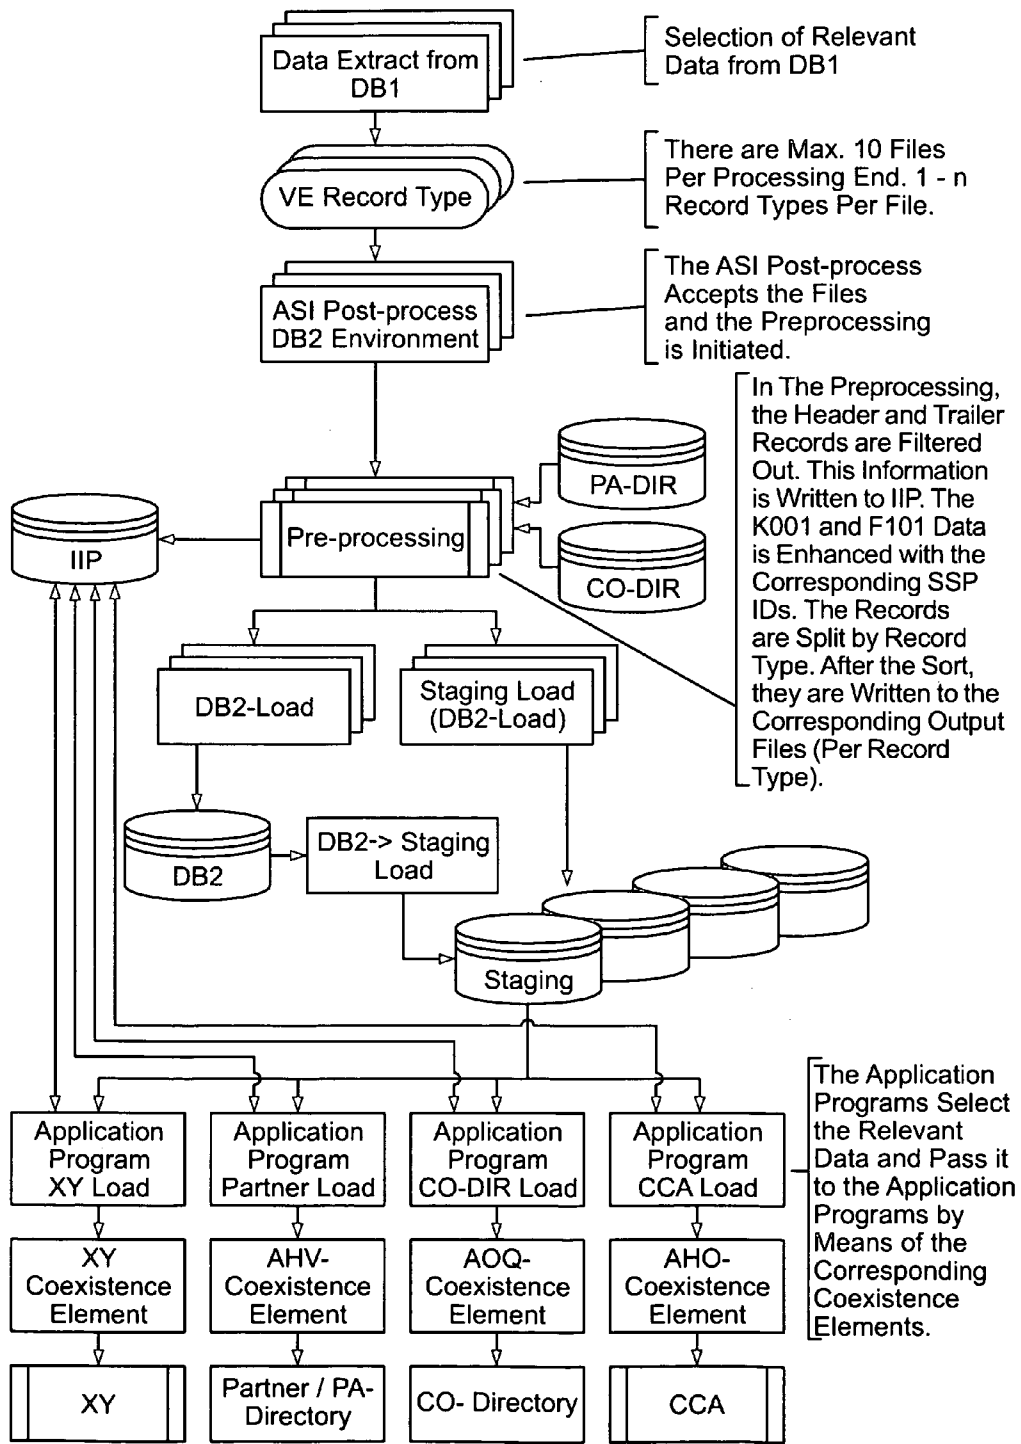 Data Extract from
DB1
Selection of Relevant
Data from DB1
VE Record Type
There are Max. 10 Files
Per Processing End. 1 - n
Record Types Per File.
ASI Post-process
DB2 Environment
The ASI Post-process
Accepts the Files
and the Preprocessing
is Initiated.
In The Preprocessing,
the Header and Trailer
Records are Filtered
Out. This Information
is Written to IIP. The
K001 and F101 Data
is Enhanced with the
Corresponding SSP
IDs. The Records
are Split by Record
Type. After the Sort,
they are Written to the
Corresponding Output
Files (Per Record
Type).
PA-DIR
CO-DIR
Pre-processing
IIP
DB2-Load
Staging Load
(DB2-Load)
DB2
DB2-> Staging
Load
Staging
Application
Program
XY Load
Application
Program
Partner Load
Application
Program
CO-DIR Load
Application
Program
CCA Load
The Application
Programs Select
the Relevant
Data and Pass it
to the Application
Programs by
Means of the
Corresponding
Coexistence
Elements.
XY
Coexistence
Element
AHV-
Coexistence
Element
AOQ-
Coexistence
Element
AHO-
Coexistence
Element
XY
Partner / PA-
Directory
CO- Directory
CCA